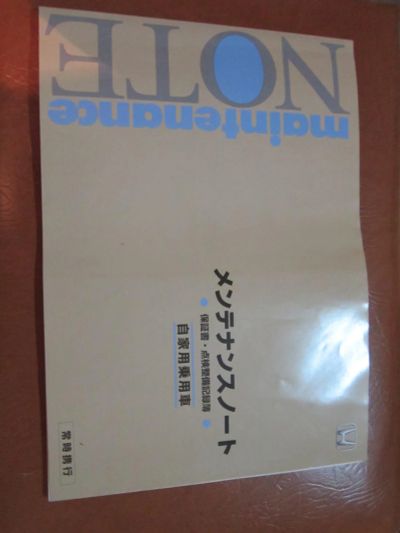 maintenance
NOTE
メンテナンスノート
保証書・点検整備記録簿
自家用乗用車
常時携行